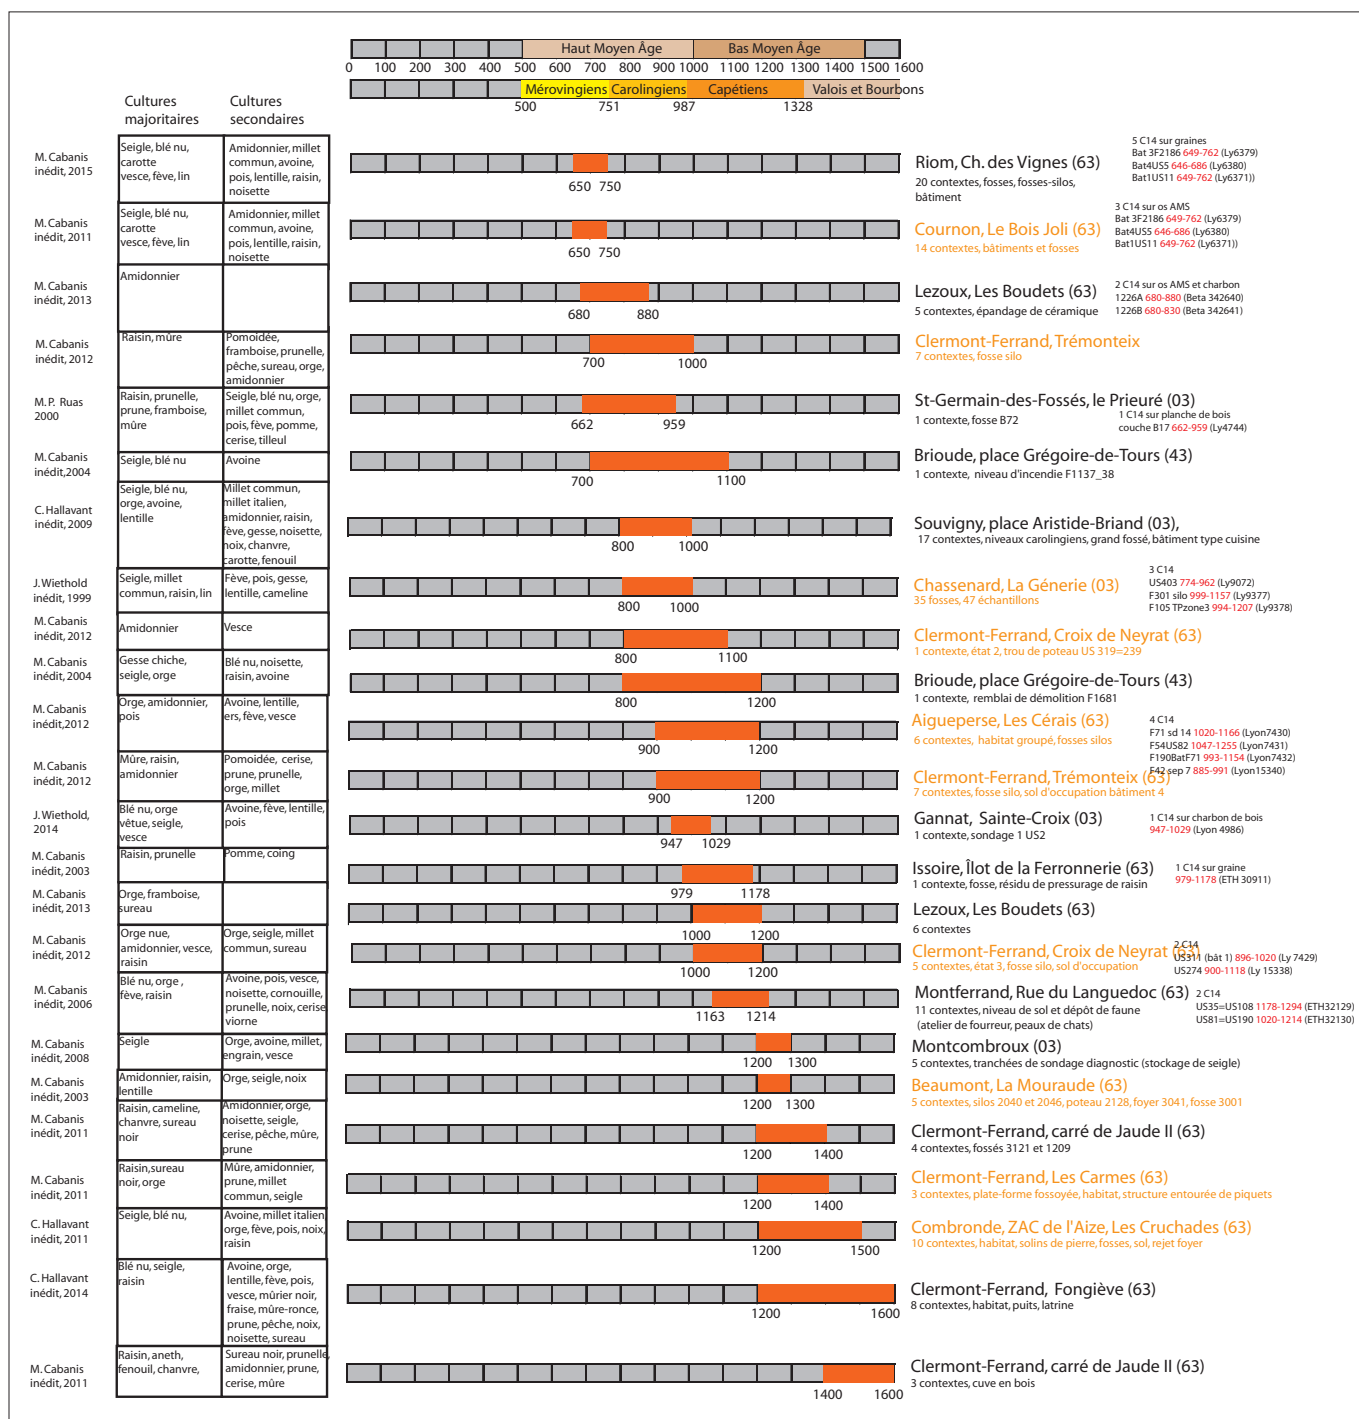 Haut Moyen Âge Bas Moyen Âge
0 100 200 300 400 500 600 700 800 900 1000 1100 1200 1300 1400 1500 1600
Mérovingiens Carolingiens Capétiens Valois et Bourbons
500 751 987 1328
Cultures
majoritaires
Cultures
secondaires
M. Cabanis
inédit, 2015
Seigle, blé nu,
carotte
vesce, fève, lin
Amidonnier, millet
commun, avoine,
pois, lentille, raisin,
noisette
650 750
Riom, Ch. des Vignes (63)
20 contextes, fosses, fosses-silos,
bâtiment
5 C14 sur graines
Bat 3F2186 649-762 (Ly6379)
Bat4US5 646-686 (Ly6380)
Bat1US11 649-762 (Ly6371))
M. Cabanis
inédit, 2011
Seigle, blé nu,
carotte
vesce, fève, lin
Amidonnier, millet
commun, avoine,
pois, lentille, raisin,
noisette
650 750
Cournon, Le Bois Joli (63)
14 contextes, bâtiments et fosses
3 C14 sur os AMS
Bat 3F2186 649-762 (Ly6379)
Bat4US5 646-686 (Ly6380)
Bat1US11 649-762 (Ly6371))
M. Cabanis
inédit, 2013
Amidonnier
680 880
Lezoux, Les Boudets (63)
5 contextes, épandage de céramique
2 C14 sur os AMS et charbon
1226A 680-880 (Beta 342640)
1226B 680-830 (Beta 342641)
M. Cabanis
inédit, 2012
Raisin, mûre
Pomoidée,
framboise, prunelle,
pêche, sureau, orge,
amidonnier
700 1000
Clermont-Ferrand, Trémonteix
7 contextes, fosse silo
M. P. Ruas
2000
Raisin, prunelle,
prune, framboise,
mûre
Seigle, blé nu, orge,
millet commun,
pois, fève, pomme,
cerise, tilleul
662 959
St-Germain-des-Fossés, le Prieuré (03)
1 contexte, fosse B72
1 C14 sur planche de bois
couche B17 662-959 (Ly4744)
M. Cabanis
inédit,2004
Seigle, blé nu
Avoine
700 1100
Brioude, place Grégoire-de-Tours (43)
1 contexte, niveau d'incendie F1137_38
C. Hallavant
inédit, 2009
Seigle, blé nu,
orge, avoine,
lentille
Millet commun,
millet italien,
amidonnier, raisin,
fève, gesse, noisette,
noix, chanvre,
carotte, fenouil
800 1000
Souvigny, place Aristide-Briand (03),
17 contextes, niveaux carolingiens, grand fossé, bâtiment type cuisine
J. Wiethold
inédit, 1999
Seigle, millet
commun, raisin, lin
Fève, pois, gesse,
lentille, cameline
800 1000
Chassenard, La Génerie (03)
35 fosses, 47 échantillons
3 C14
US403 774-962 (Ly9072)
F301 silo 999-1157 (Ly9377)
F105 TPzone3 994-1207 (Ly9378)
M. Cabanis
inédit, 2012
Amidonnier
Vesce
800 1100
Clermont-Ferrand, Croix de Neyrat (63)
1 contexte, état 2, trou de poteau US 319=239
M. Cabanis
inédit, 2004
Gesse chiche,
seigle, orge
Blé nu, noisette,
raisin, avoine
800 1200
Brioude, place Grégoire-de-Tours (43)
1 contexte, remblai de démolition F1681
M. Cabanis
inédit,2012
Orge, amidonnier,
pois
Avoine, lentille,
ers, fève, vesce
900 1200
Aigueperse, Les Cérais (63)
6 contextes, habitat groupé, fosses silos
4 C14
F71 sd 14 1020-1166 (Lyon7430)
F54US82 1047-1255 (Lyon7431)
F190BatF71 993-1154 (Lyon7432)
F42 sep 7 885-991 (Lyon15340)
M. Cabanis
inédit, 2012
Mûre, raisin,
amidonnier
Pomoidée, cerise,
prune, prunelle,
orge, millet
900 1200
Clermont-Ferrand, Trémonteix (63)
7 contextes, fosse silo, sol d'occupation bâtiment 4
J. Wiethold,
2014
Blé nu, orge
vêtue, seigle,
vesce
Avoine, fève, lentille,
pois
947 1029
Gannat, Sainte-Croix (03)
1 contexte, sondage 1 US2
1 C14 sur charbon de bois
947-1029 (Lyon 4986)
M. Cabanis
inédit, 2003
Raisin, prunelle
Pomme, coing
979 1178
Issoire, Îlot de la Ferronnerie (63)
1 contexte, fosse, résidu de pressurage de raisin
1 C14 sur graine
979-1178 (ETH 30911)
M. Cabanis
inédit, 2013
Orge, framboise,
sureau
1000 1200
Lezoux, Les Boudets (63)
6 contextes
M. Cabanis
inédit, 2012
Orge nue,
amidonnier, vesce,
raisin
Orge, seigle, millet
commun, sureau
1000 1200
Clermont-Ferrand, Croix de Neyrat (63)
5 contextes, état 3, fosse silo, sol d'occupation
2 C14
US311 (bât 1) 896-1020 (Ly 7429)
US274 900-1118 (Ly 15338)
M. Cabanis
inédit, 2006
Blé nu, orge ,
fève, raisin
Avoine, pois, vesce,
noisette, cornouille,
prunelle, noix, cerise,
viorne
1163 1214
Montferrand, Rue du Languedoc (63)
11 contextes, niveau de sol et dépôt de faune
(atelier de fourreur, peaux de chats)
2 C14
US35=US108 1178-1294 (ETH32129)
US81=US190 1020-1214 (ETH32130)
M. Cabanis
inédit, 2008
Seigle
Orge, avoine, millet,
engrain, vesce
1200 1300
Montcombroux (03)
5 contextes, tranchées de sondage diagnostic (stockage de seigle)
M. Cabanis
inédit, 2003
Amidonnier, raisin,
lentille
Orge, seigle, noix
1200 1300
Beaumont, La Mouraude (63)
5 contextes, silos 2040 et 2046, poteau 2128, foyer 3041, fosse 3001
M. Cabanis
inédit, 2011
Raisin, cameline,
chanvre, sureau
noir
Amidonnier, orge,
noisette, seigle,
cerise, pêche, mûre,
prune
1200 1400
Clermont-Ferrand, carré de Jaude II (63)
4 contextes, fossés 3121 et 1209
M. Cabanis
inédit, 2011
Raisin,sureau
noir, orge
Mûre, amidonnier,
prune, millet
commun, seigle
1200 1400
Clermont-Ferrand, Les Carmes (63)
3 contextes, plate-forme fossoyée, habitat, structure entourée de piquets
C. Hallavant
inédit, 2011
Seigle, blé nu,
Avoine, millet italien,
orge, fève, pois, noix,
raisin
1200 1500
Combronde, ZAC de l'Aize, Les Cruchades (63)
10 contextes, habitat, solins de pierre, fosses, sol, rejet foyer
C. Hallavant
inédit, 2014
Blé nu, seigle,
raisin
Avoine, orge,
lentille, fève, pois,
vesce, mûrier noir,
fraise, mûre-ronce,
prune, pêche, noix,
noisette, sureau
1200 1600
Clermont-Ferrand, Fongiève (63)
8 contextes, habitat, puits, latrine
M. Cabanis
inédit, 2011
Raisin, aneth,
fenouil, chanvre,
Sureau noir, prunelle,
amidonnier, prune,
cerise, mûre
1400 1600
Clermont-Ferrand, carré de Jaude II (63)
3 contextes, cuve en bois